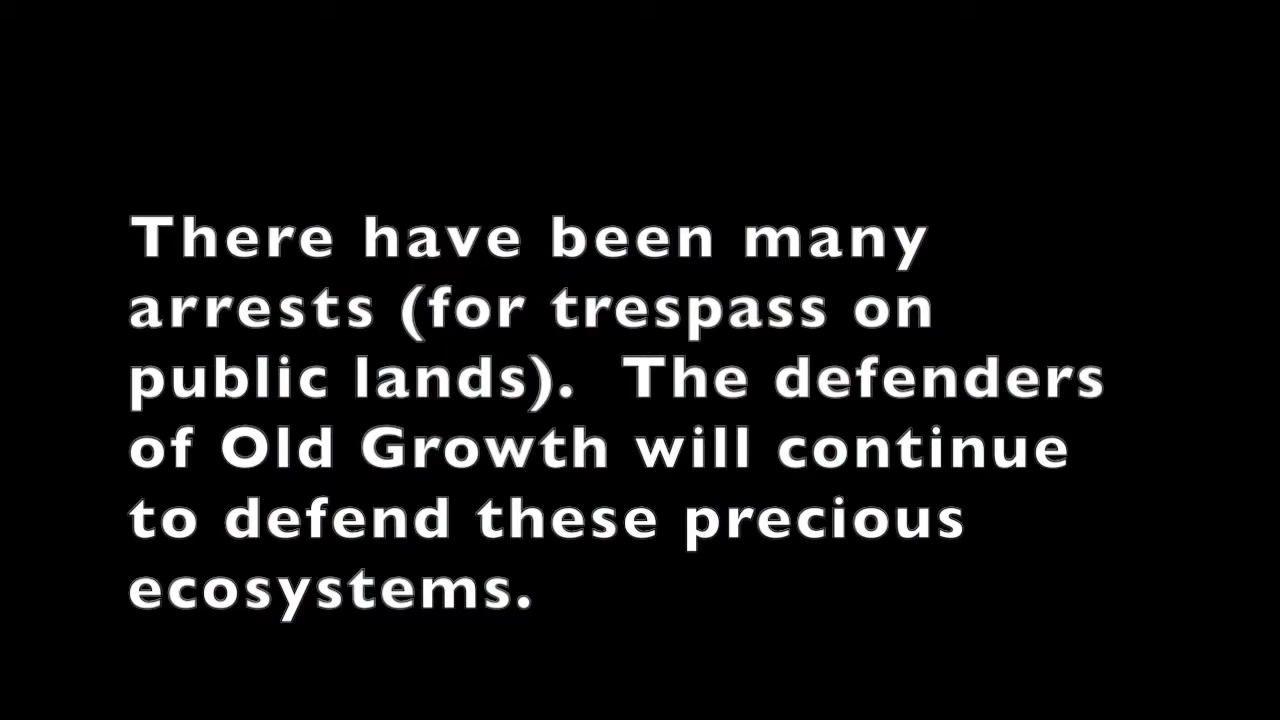 There have been many
arrests (for trespass on
public lands).  The defenders
of Old Growth will continue
to defend these precious
ecosystems.